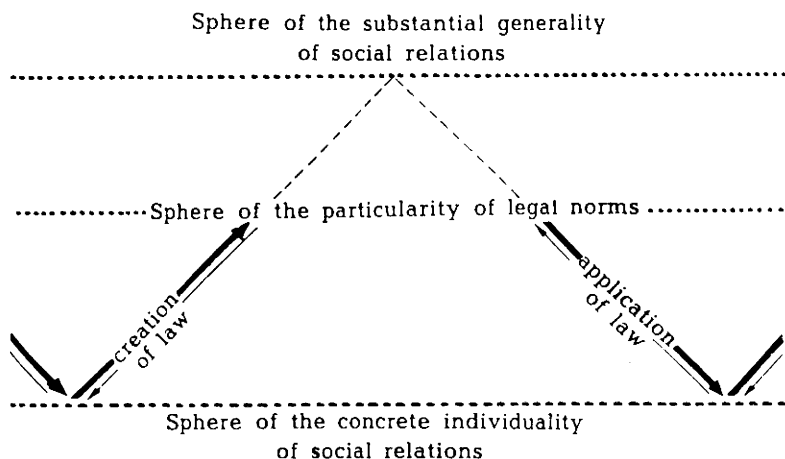 Sphere of the substantial generality
of social relations
Sphere of the particularity of legal norms
creation
of law
application
of law
Sphere of the concrete individuality
of social relations